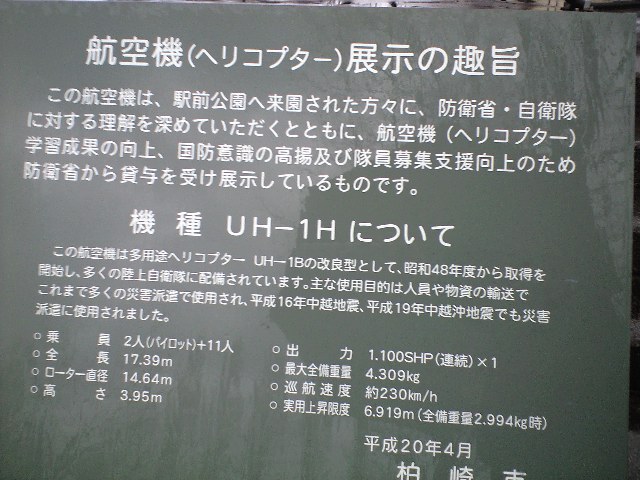 航空機(ヘリコプター)展示の趣旨
この航空機は、駅前公園へ来園された方々に、防衛省・自衛隊
に対する理解を深めていただくとともに、航空機(ヘリコプター)
学習成果の向上、国防意識の高揚及び隊員募集支援向上のため
防衛省から貸与を受け展示しているものです。
機種 UH-1Hについて
この航空機は多用途ヘリコプター UH-1Bの改良型として、昭和48年度から取得を
開始し、多くの陸上自衛隊に配備されています。主な使用目的は人員や物資の輸送で
これまで多くの災害派遣で使用され、平成16年中越地震、平成19年中越沖地震でも災害
派遣に使用されました。
○乗員 2人(パイロット)+11人
○全長 17.39m
○ローター直径 14.64m
○高さ 3.95m
○出力 1.100SHP(連続)×1
○最大全備重量 4.309kg
○巡航速度 約230km/h
○実用上昇限度 6.919m(全備重量2.994kg時)
平成20年4月
柏崎市